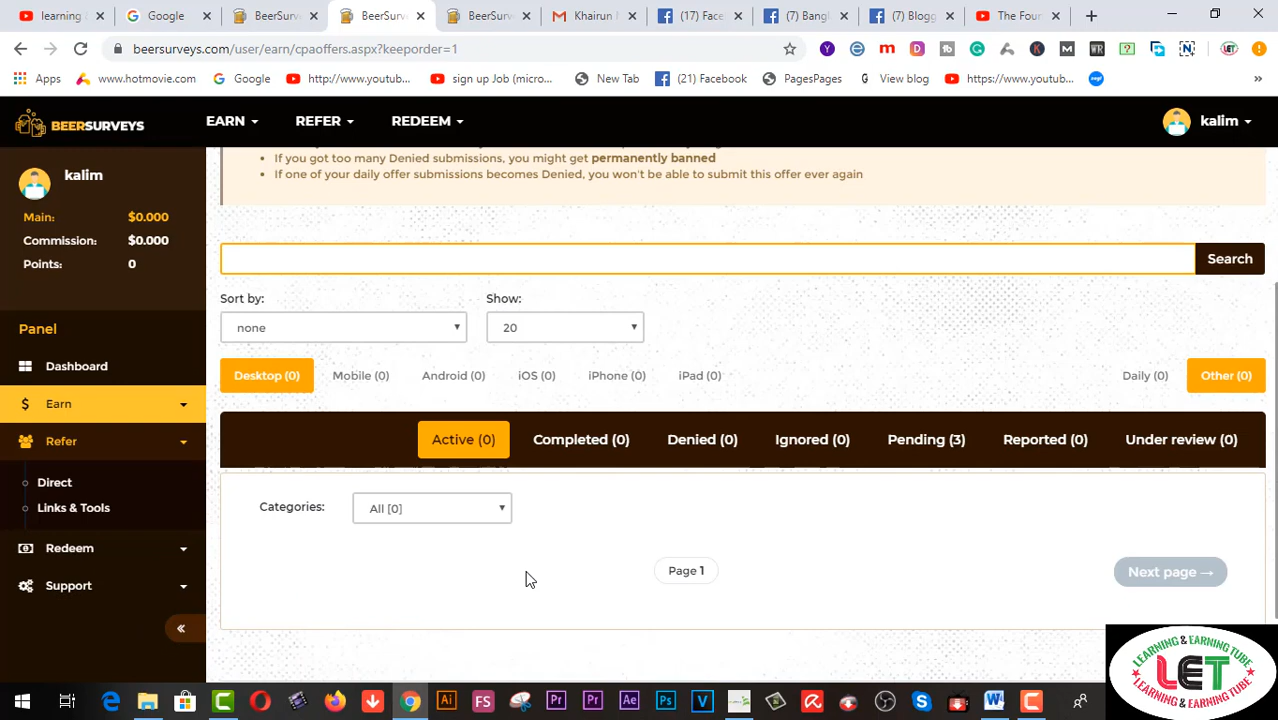 learning
Google
BeerSurv
BeerSurve
BeerSurv
Khairun M
(17) Face
(7) Bang
(7) Blogg
The Four
beersurveys.com/user/earn/cpaoffers.aspx?keeporder=1
Apps
www.hotmovie.com
Google
http://www.youtub...
sign up Job (micro...
New Tab
(21) Facebook
PagesPages
View blog
https://www.youtub...
BEERSURVEYS
EARN
REFER
REDEEM
kalim
kalim
Main: $0.000
Commission: $0.000
Points: 0
Panel
Dashboard
Earn
Refer
Direct
Links & Tools
Redeem
Support
If you got too many Denied submissions, you might get permanently banned
If one of your daily offer submissions becomes Denied, you won't be able to submit this offer ever again
Search
Sort by: Show:
none 20
Desktop (0) Mobile (0) Android (0) iOS (0) iPhone (0) iPad (0) Daily (0) Other (0)
Active (0) Completed (0) Denied (0) Ignored (0) Pending (3) Reported (0) Under review (0)
Categories: All [0]
Page 1
Next page →
LEARNING & EARNING TUBE
LET
LEARNING & EARNING TUBE